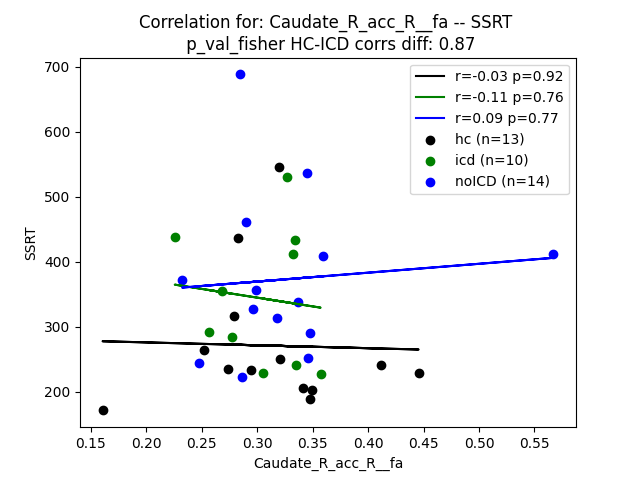 Correlation for: Caudate_R_acc_R__fa -- SSRT
p_val_fisher HC-ICD corrs diff: 0.87
r=-0.03 p=0.92
r=-0.11 p=0.76
r=0.09 p=0.77
hc (n=13)
icd (n=10)
noICD (n=14)
SSRT
700
600
500
400
300
200
0.15 0.20 0.25 0.30 0.35 0.40 0.45 0.50 0.55
Caudate_R_acc_R__fa